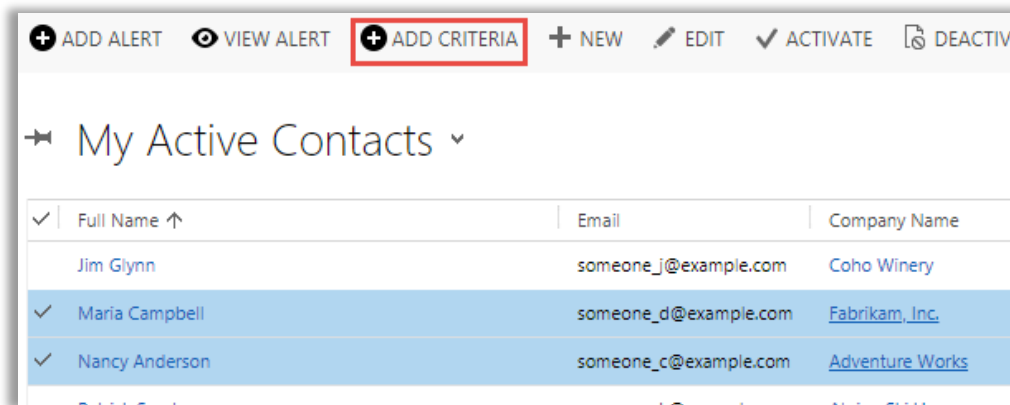 ADD ALERT VIEW ALERT ADD CRITERIA NEW EDIT ACTIVATE
My Active Contacts
Full Name Email Company Name
Jim Glynn someone_j@example.com Coho Winery
Maria Campbell someone_d@example.com Fabrikam, Inc.
Nancy Anderson someone_c@example.com Adventure Works